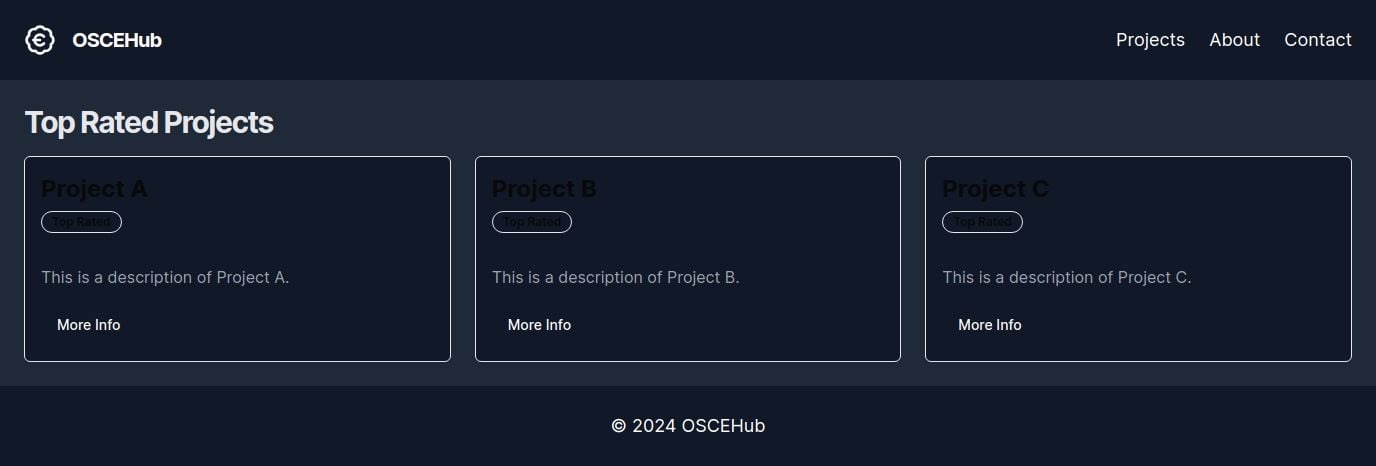 OSCEHub
Projects About Contact
Top Rated Projects
Project A
Top Rated
This is a description of Project A.
More Info
Project B
Top Rated
This is a description of Project B.
More Info
Project C
Top Rated
This is a description of Project C.
More Info
© 2024 OSCEHub